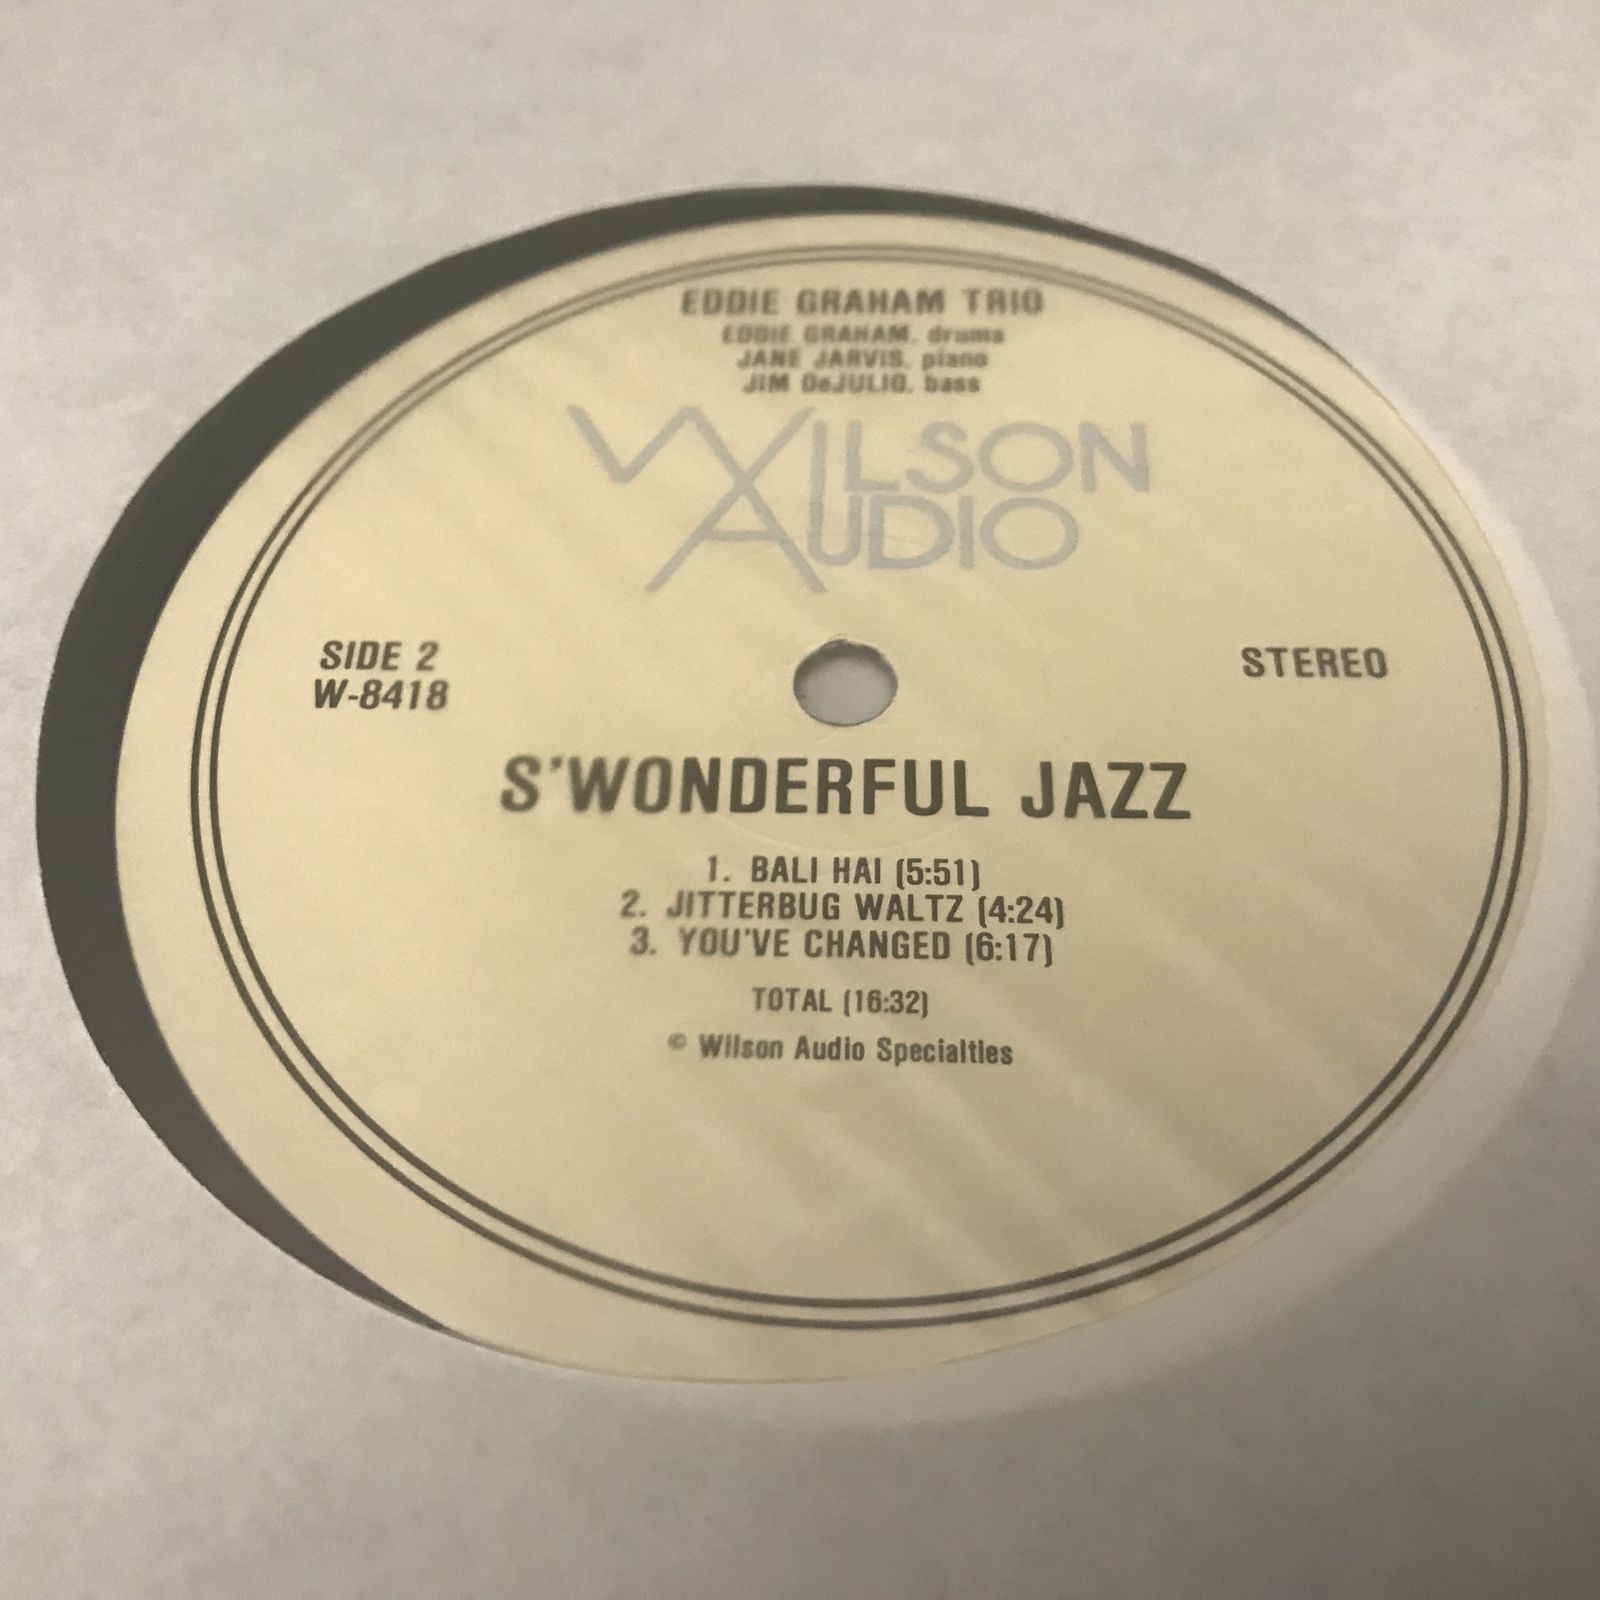 EDDIE GRAHAM TRIO
EDDIE GRAHAM, drums
JANE JARVIS, piano
JIM DeJULIO, bass
WILSON
AUDIO
SIDE 2
W-8418
STEREO
S'WONDERFUL JAZZ
1. BALI HAI (5:51)
2. JITTERBUG WALTZ (4:24)
3. YOU'VE CHANGED (6:17)
TOTAL (16:32)
© Wilson Audio Specialties